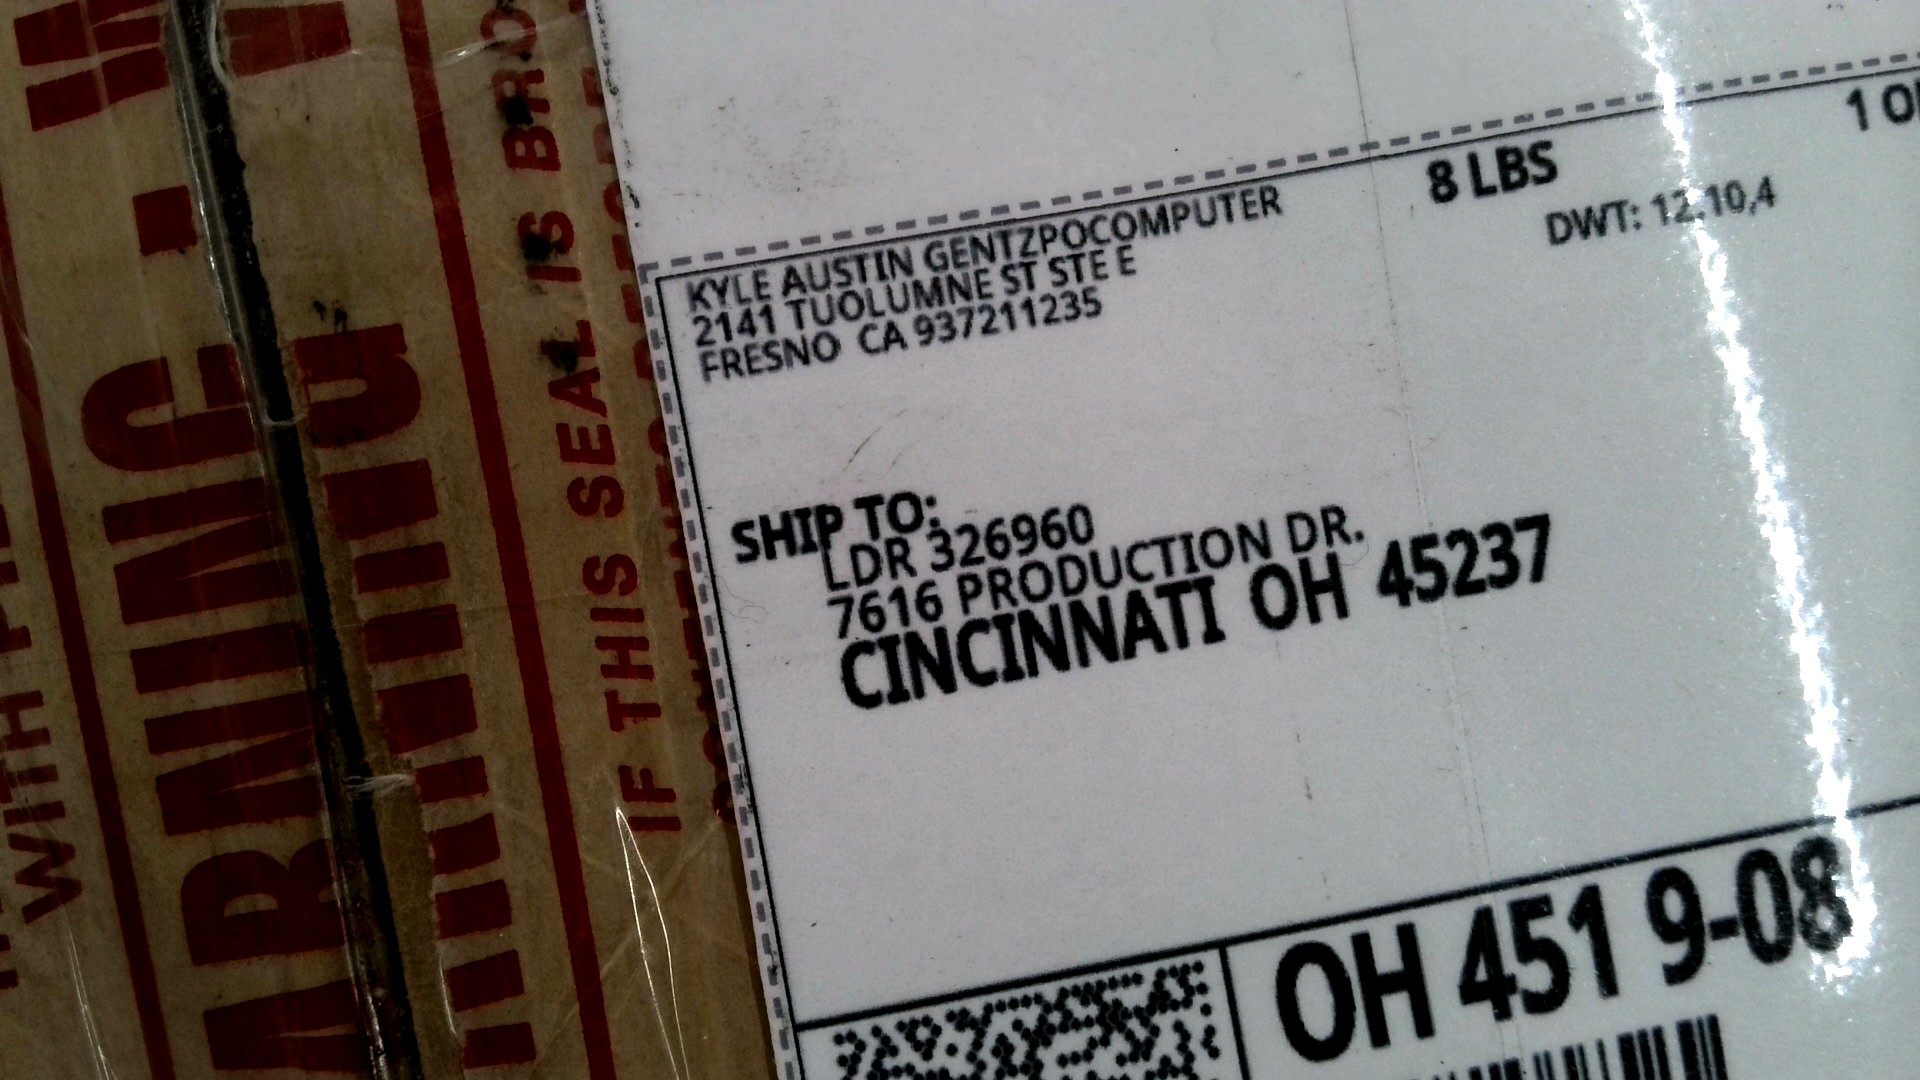 8 LBS
1 O
DWT: 12,10,4
KYLE AUSTIN GENTZPOCOMPUTER
2141 TUOLUMNE ST STE E
FRESNO CA 937211235
SHIP TO:
LDR 326960
7616 PRODUCTION DR.
CINCINNATI OH 45237
OH 451 9-08
IF THIS SEAL IS BRO
WITH
ARNING